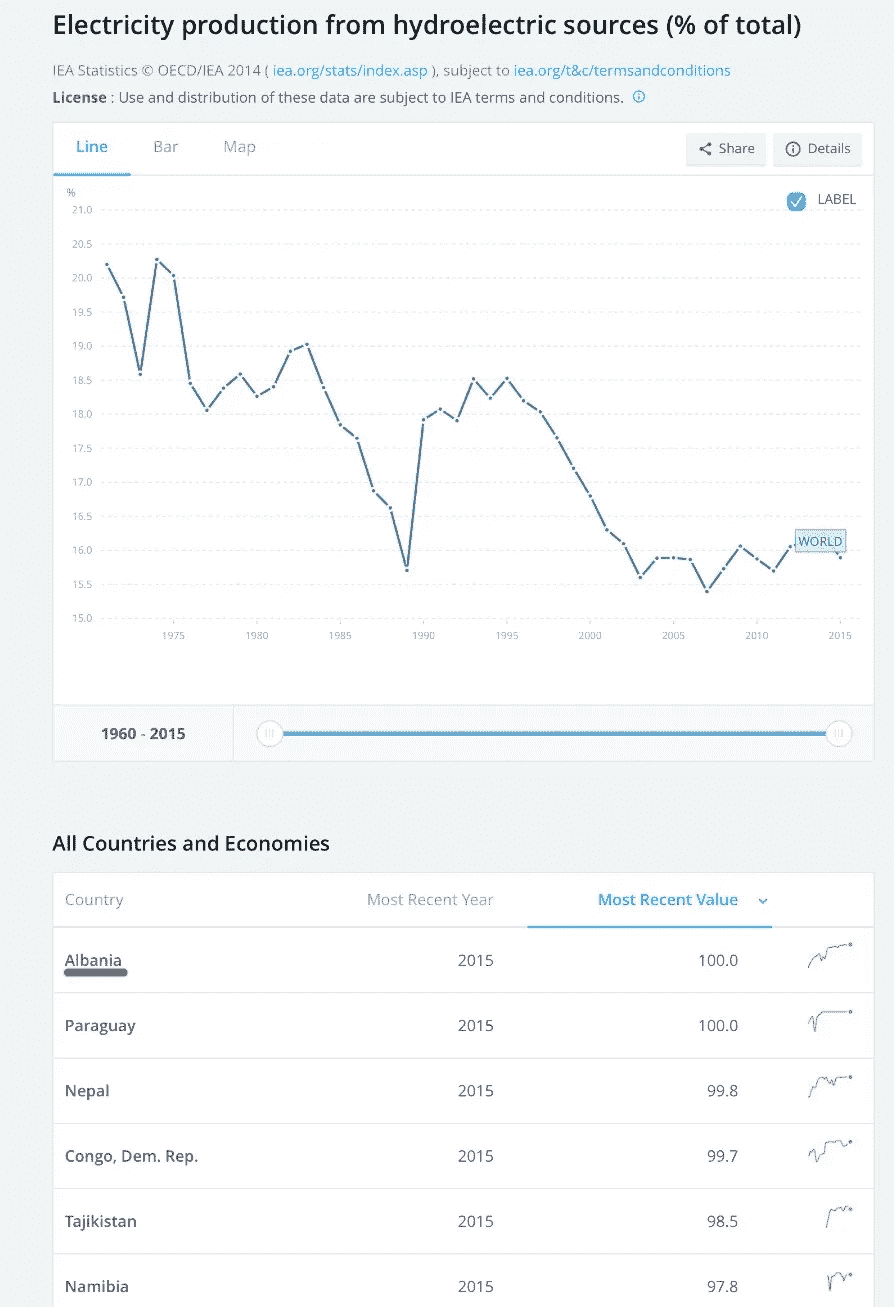 Electricity production from hydroelectric sources (% of total)
IEA Statistics © OECD/IEA 2014 ( iea.org/stats/index.asp ), subject to iea.org/t&c/termsandconditions
License : Use and distribution of these data are subject to IEA terms and conditions.
Line Bar Map Share Details
%
LABEL
21.0
20.5
20.0
19.5
19.0
18.5
18.0
17.5
17.0
16.5
16.0
WORLD
15.5
15.0
1975 1980 1985 1990 1995 2000 2005 2010 2015
1960 - 2015
All Countries and Economies
Country Most Recent Year Most Recent Value
Albania 2015 100.0
Paraguay 2015 100.0
Nepal 2015 99.8
Congo, Dem. Rep. 2015 99.7
Tajikistan 2015 98.5
Namibia 2015 97.8